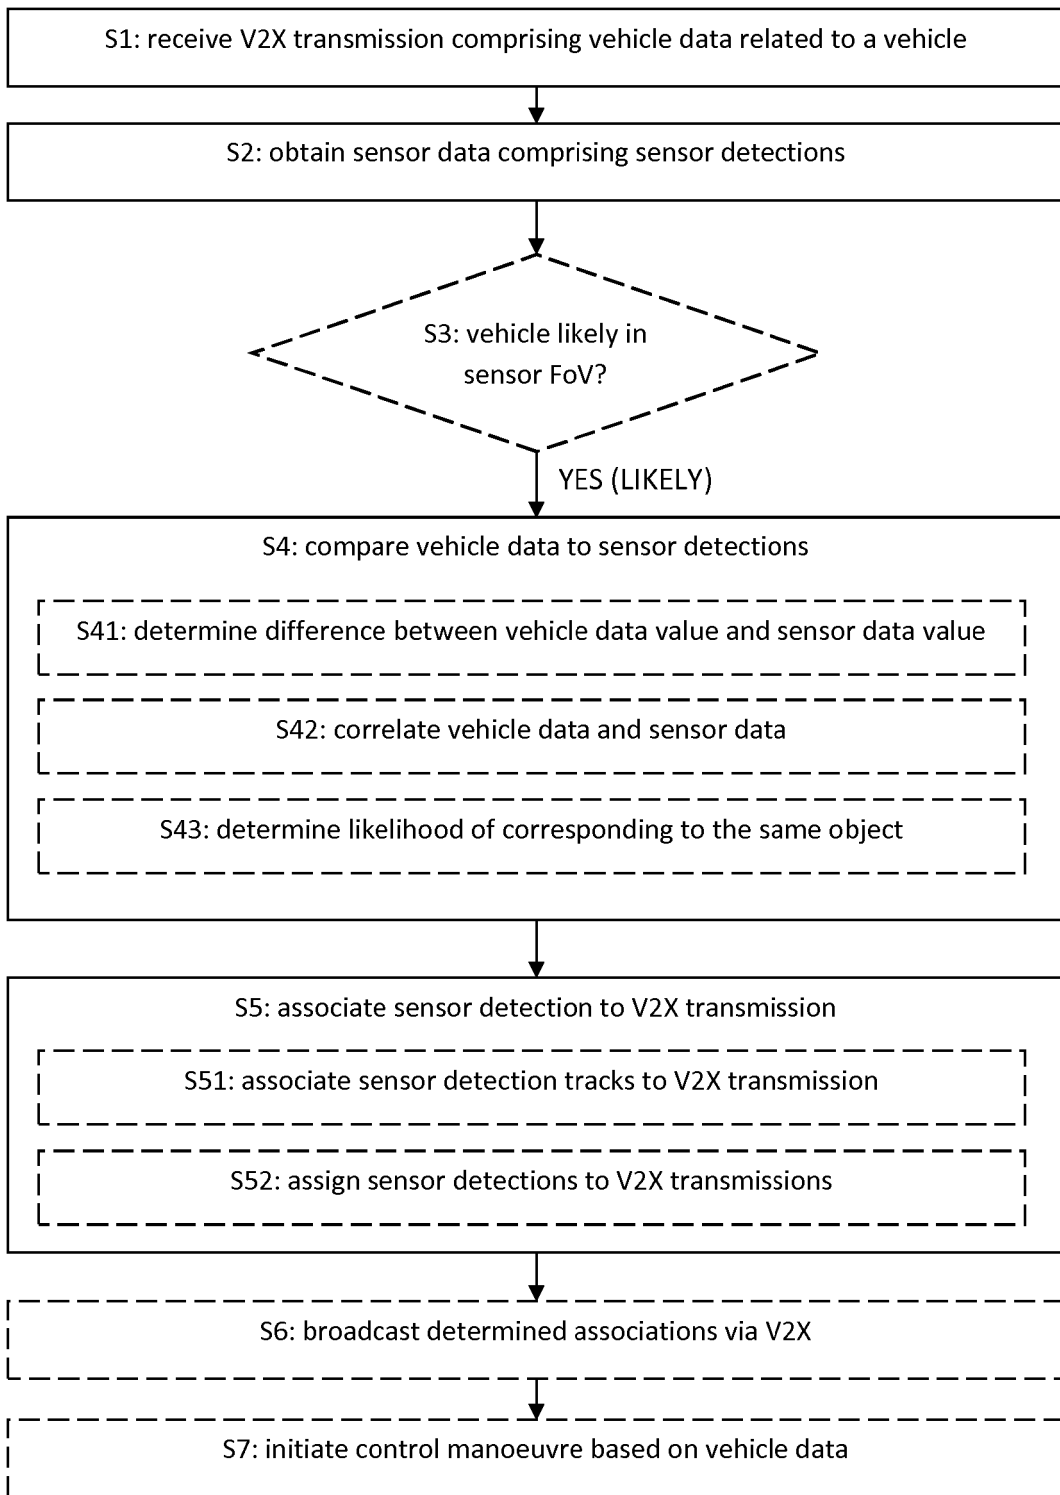 S1: receive V2X transmission comprising vehicle data related to a vehicle
S2: obtain sensor data comprising sensor detections
S3: vehicle likely in
sensor FoV?
YES (LIKELY)
S4: compare vehicle data to sensor detections
S41: determine difference between vehicle data value and sensor data value
S42: correlate vehicle data and sensor data
S43: determine likelihood of corresponding to the same object
S5: associate sensor detection to V2X transmission
S51: associate sensor detection tracks to V2X transmission
S52: assign sensor detections to V2X transmissions
S6: broadcast determined associations via V2X
S7: initiate control manoeuvre based on vehicle data